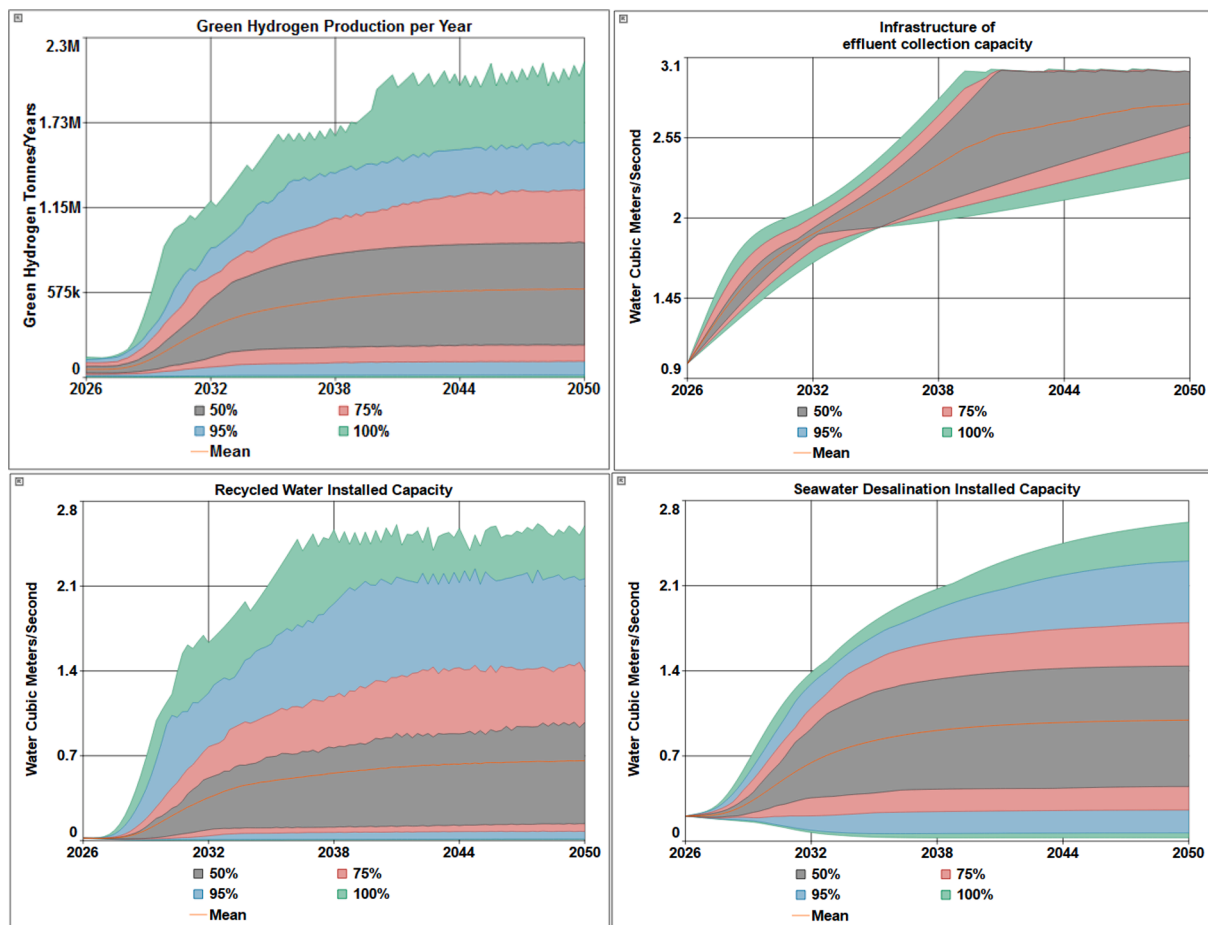 Green Hydrogen Production per Year
Green Hydrogen Tonnes/Years
2.3M
1.73M
1.15M
575k
0
2026 2032 2038 2044 2050
50% 75%
95% 100%
Mean
Infrastructure of
effluent collection capacity
Water Cubic Meters/Second
3.1
2.55
2
1.45
0.9
2026 2032 2038 2044 2050
50% 75%
95% 100%
Mean
Recycled Water Installed Capacity
Water Cubic Meters/Second
2.8
2.1
1.4
0.7
0
2026 2032 2038 2044 2050
50% 75%
95% 100%
Mean
Seawater Desalination Installed Capacity
Water Cubic Meters/Second
2.8
2.1
1.4
0.7
0
2026 2032 2038 2044 2050
50% 75%
95% 100%
Mean